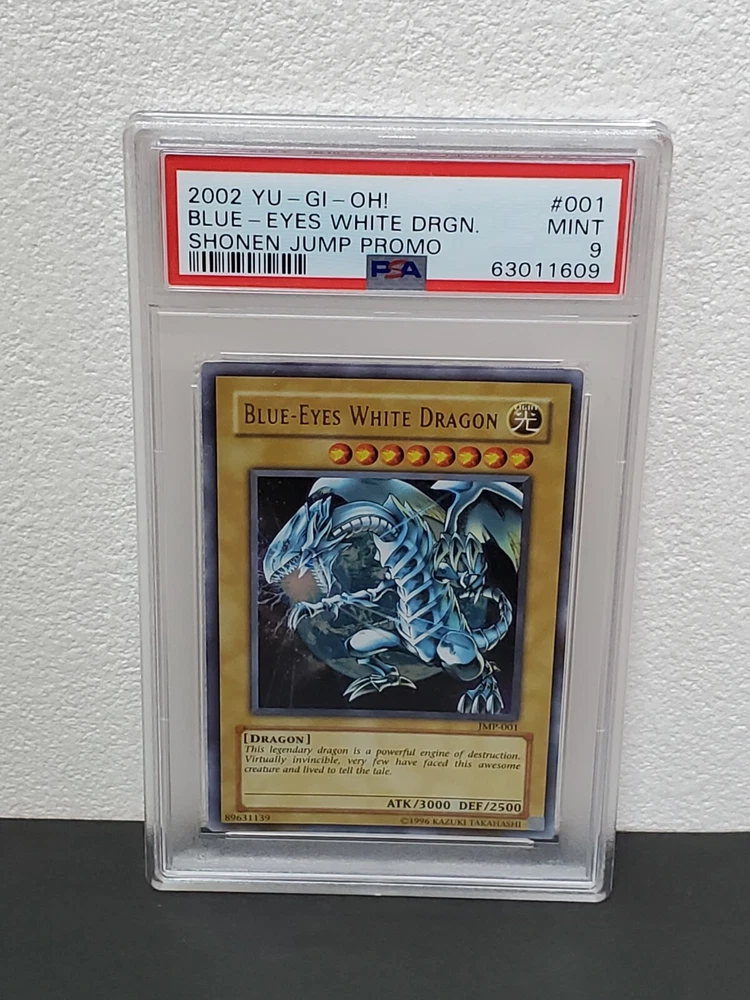 2002 YU-GI-OH! #001
BLUE-EYES WHITE DRGN. MINT
SHONEN JUMP PROMO 9
PSA 63011609
BLUE-EYES WHITE DRAGON 光
JMP-001
[DRAGON]
This legendary dragon is a powerful engine of destruction.
Virtually invincible, very few have faced this awesome
creature and lived to tell the tale.
ATK/3000 DEF/2500
89631139 ©1996 KAZUKI TAKAHASHI